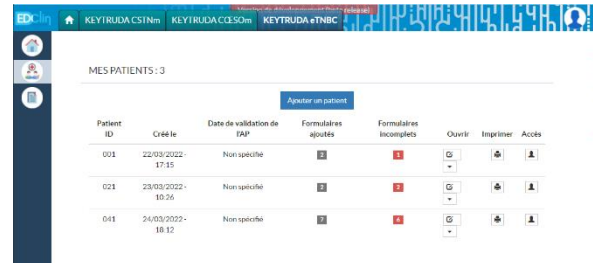 EDClin
KEYTRUDA CSTNm KEYTRUDA CŒSOm KEYTRUDA eTNBC
MES PATIENTS : 3
Ajouter un patient
Patient ID Créé le Date de validation de l'AP Formulaires ajoutés Formulaires incomplets Ouvrir Imprimer Accès
001 22/03/2022 - 17:15 Non spécifié 2 1
021 23/03/2022 - 10:26 Non spécifié 3
041 24/03/2022 - 18:12 Non spécifié 7 6